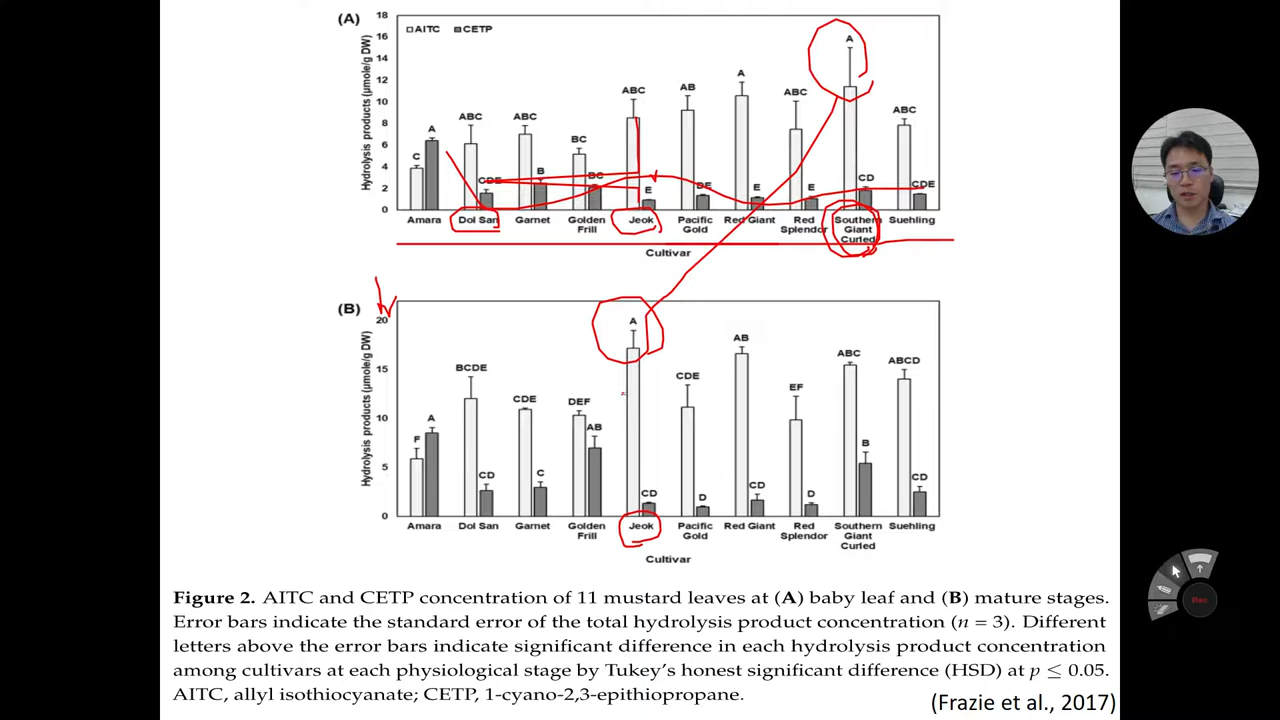 (A)
18
16
14
12
10
8
6
4
2
0
Hydrolysis products (µmole/g DW)
AITC CETP
C A ABC CDE ABC B BC BC ABC E AB DE A E ABC E A CD ABC CDE
Amara Dol San Garnet Golden Frill Jeok Pacific Gold Red Giant Red Splendor Southern Giant Curled Suehling
Cultivar
(B)
20
15
10
5
0
Hydrolysis products (µmole/g DW)
F A BCDE CD CDE C DEF AB A CD CDE D AB CD EF D ABC B ABCD CD
Amara Dol San Garnet Golden Frill Jeok Pacific Gold Red Giant Red Splendor Southern Giant Curled Suehling
Cultivar
Figure 2. AITC and CETP concentration of 11 mustard leaves at (A) baby leaf and (B) mature stages.
Error bars indicate the standard error of the total hydrolysis product concentration (n = 3). Different
letters above the error bars indicate significant difference in each hydrolysis product concentration
among cultivars at each physiological stage by Tukey’s honest significant difference (HSD) at p ≤ 0.05.
AITC, allyl isothiocyanate; CETP, 1-cyano-2,3-epithiopropane.
(Frazie et al., 2017)
Rec